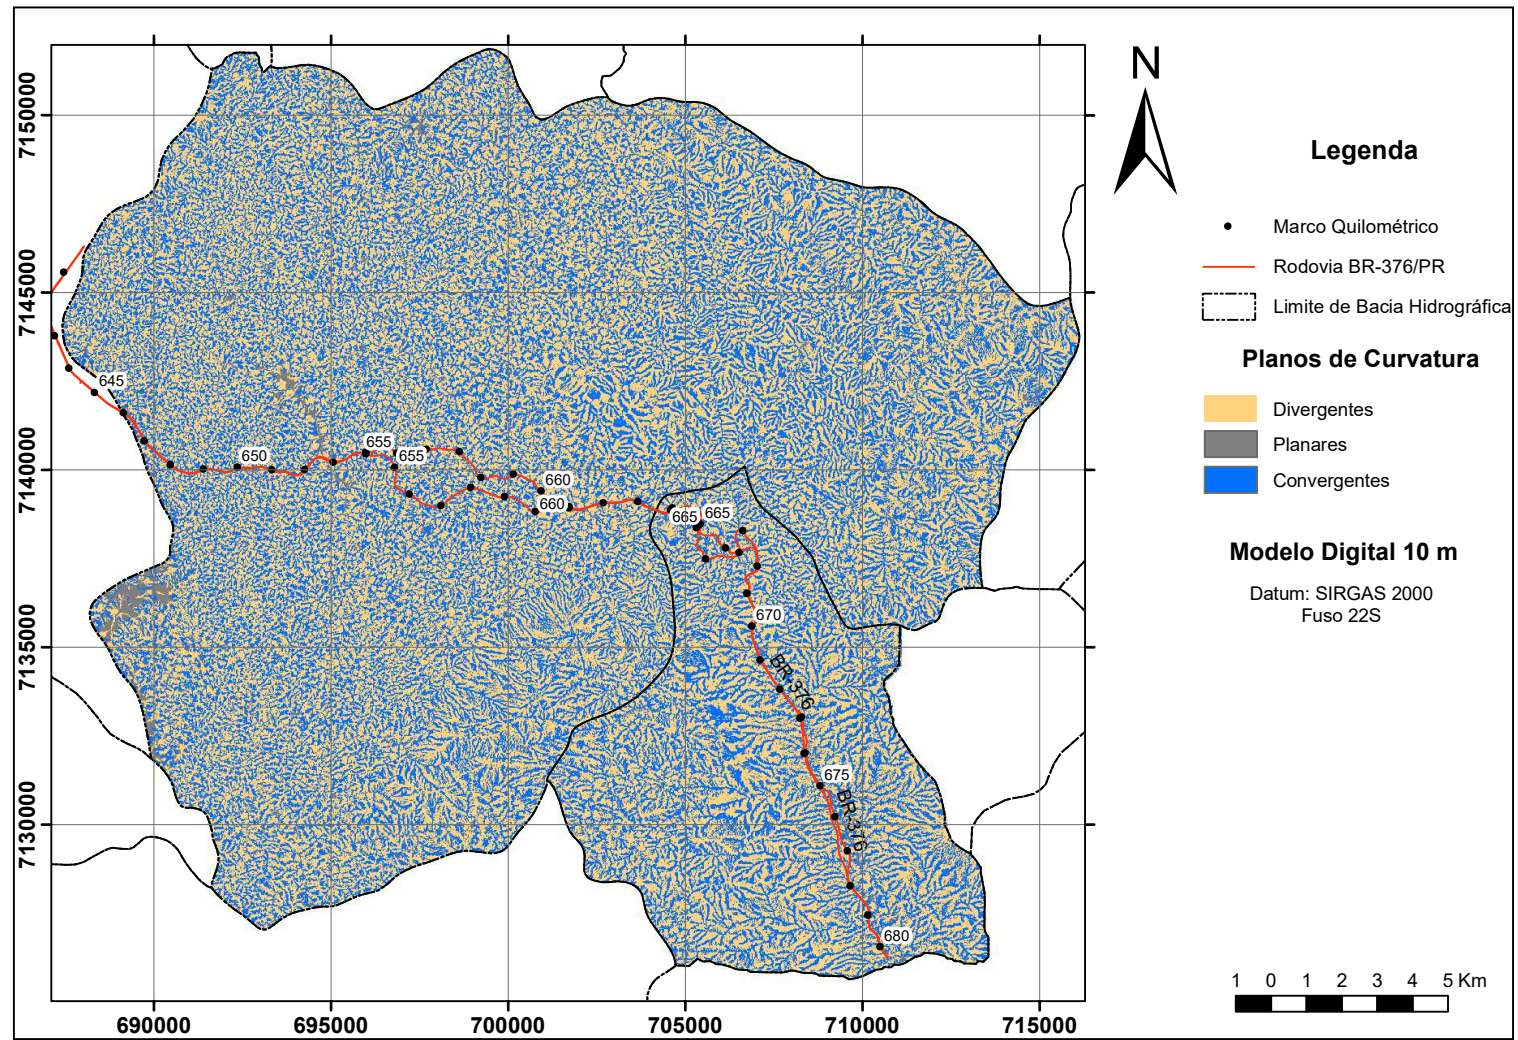 7150000
7145000
7140000
7135000
7130000
690000
695000
700000
705000
710000
715000
645
650
655
655
660
660
665
665
670
BR-376
675
BR-376
680
N
Legenda
Marco Quilométrico
Rodovia BR-376/PR
Limite de Bacia Hidrográfica
Planos de Curvatura
Divergentes
Planares
Convergentes
Modelo Digital 10 m
Datum: SIRGAS 2000
Fuso 22S
1 0 1 2 3 4 5 Km